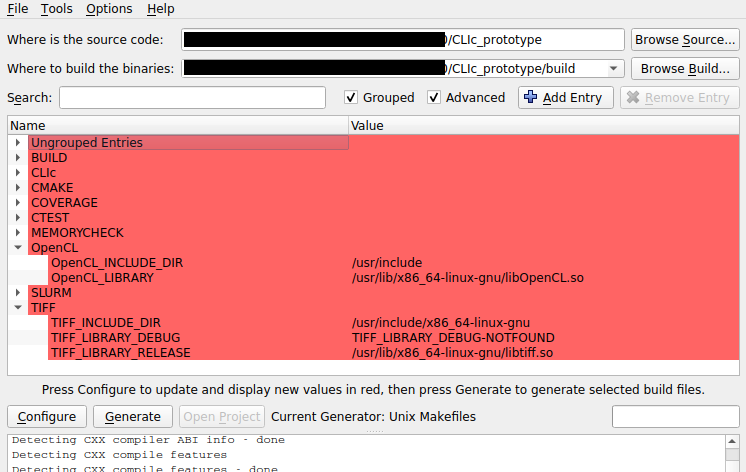 File Tools Options Help
Where is the source code: /CLIc_prototype Browse Source...
Where to build the binaries: /CLIc_prototype/build Browse Build...
Search: Grouped Advanced Add Entry Remove Entry
Name Value
Ungrouped Entries
BUILD
CLIc
CMAKE
COVERAGE
CTEST
MEMORYCHECK
OpenCL
OpenCL_INCLUDE_DIR /usr/include
OpenCL_LIBRARY /usr/lib/x86_64-linux-gnu/libOpenCL.so
SLURM
TIFF
TIFF_INCLUDE_DIR /usr/include/x86_64-linux-gnu
TIFF_LIBRARY_DEBUG TIFF_LIBRARY_DEBUG-NOTFOUND
TIFF_LIBRARY_RELEASE /usr/lib/x86_64-linux-gnu/libtiff.so
Press Configure to update and display new values in red, then press Generate to generate selected build files.
Configure Generate Open Project Current Generator: Unix Makefiles
Detecting CXX compiler ABI info - done
Detecting CXX compile features
Detecting CXX compile features - done